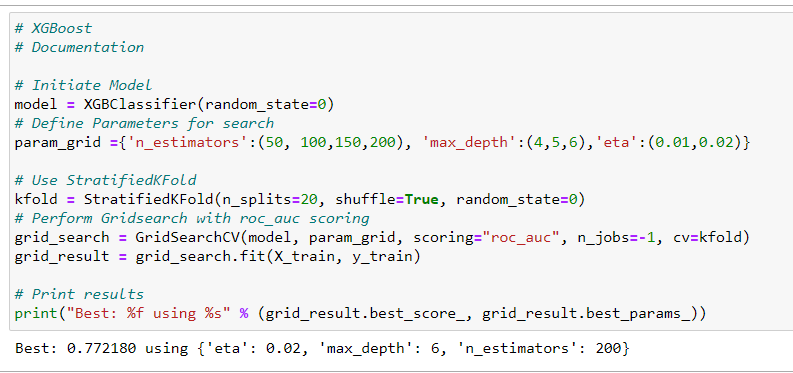 # XGBoost
# Documentation
# Initiate Model
model = XGBClassifier(random_state=0)
# Define Parameters for search
param_grid ={'n_estimators':(50, 100,150,200), 'max_depth':(4,5,6),'eta':(0.01,0.02)}
# Use StratifiedKFold
kfold = StratifiedKFold(n_splits=20, shuffle=True, random_state=0)
# Perform Gridsearch with roc_auc scoring
grid_search = GridSearchCV(model, param_grid, scoring="roc_auc", n_jobs=-1, cv=kfold)
grid_result = grid_search.fit(X_train, y_train)
# Print results
print("Best: %f using %s" % (grid_result.best_score_, grid_result.best_params_))
Best: 0.772180 using {'eta': 0.02, 'max_depth': 6, 'n_estimators': 200}